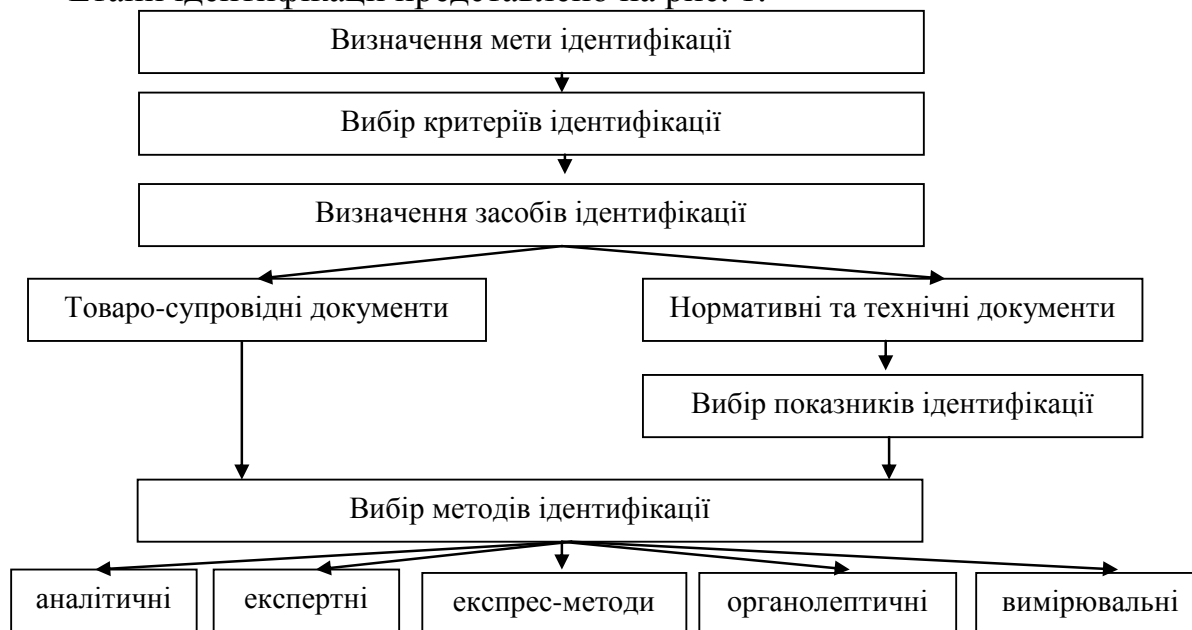 Етапи ідентифікації представлено на рис. 1.
Визначення мети ідентифікації
Вибір критеріїв ідентифікації
Визначення засобів ідентифікації
Товаро-супровідні документи
Нормативні та технічні документи
Вибір показників ідентифікації
Вибір методів ідентифікації
аналітичні
експертні
експрес-методи
органолептичні
вимірювальні